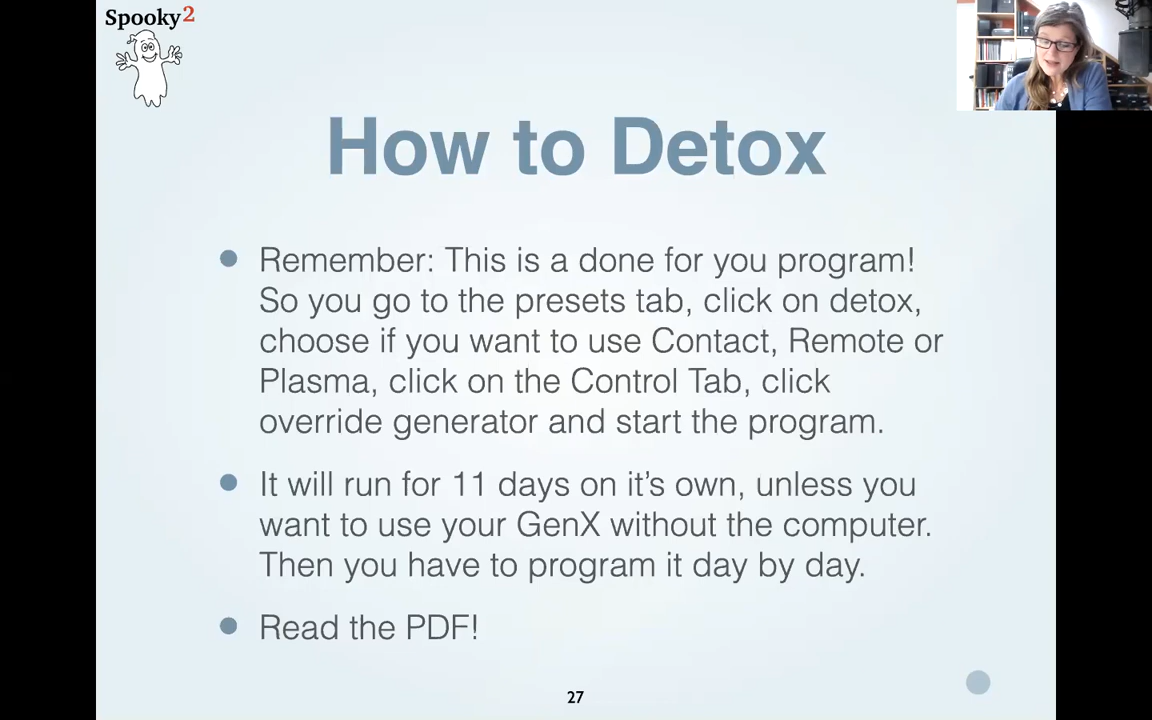 Spooky2
How to Detox
Remember: This is a done for you program!
So you go to the presets tab, click on detox,
choose if you want to use Contact, Remote or
Plasma, click on the Control Tab, click
override generator and start the program.
It will run for 11 days on it’s own, unless you
want to use your GenX without the computer.
Then you have to program it day by day.
Read the PDF!
27